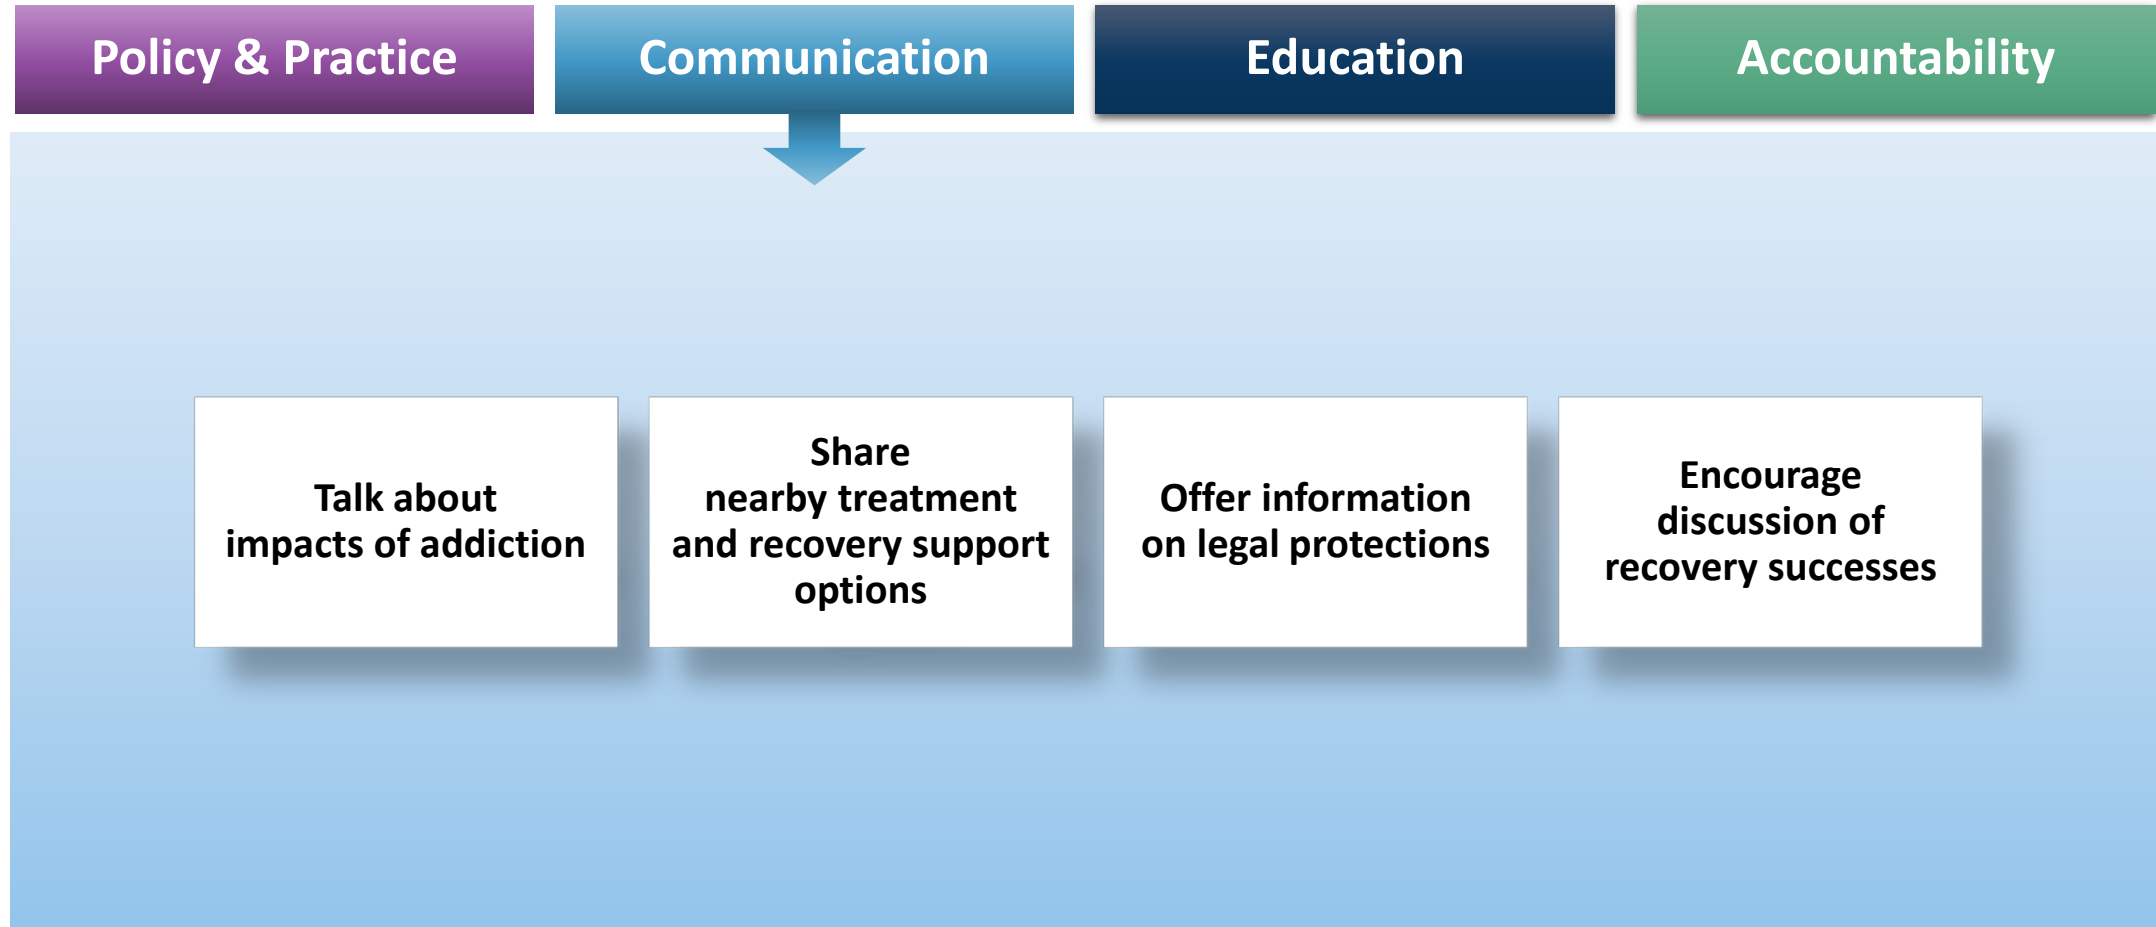 Policy & Practice
Communication
Education
Accountability
Talk about
impacts of addiction
Share
nearby treatment
and recovery support
options
Offer information
on legal protections
Encourage
discussion of
recovery successes